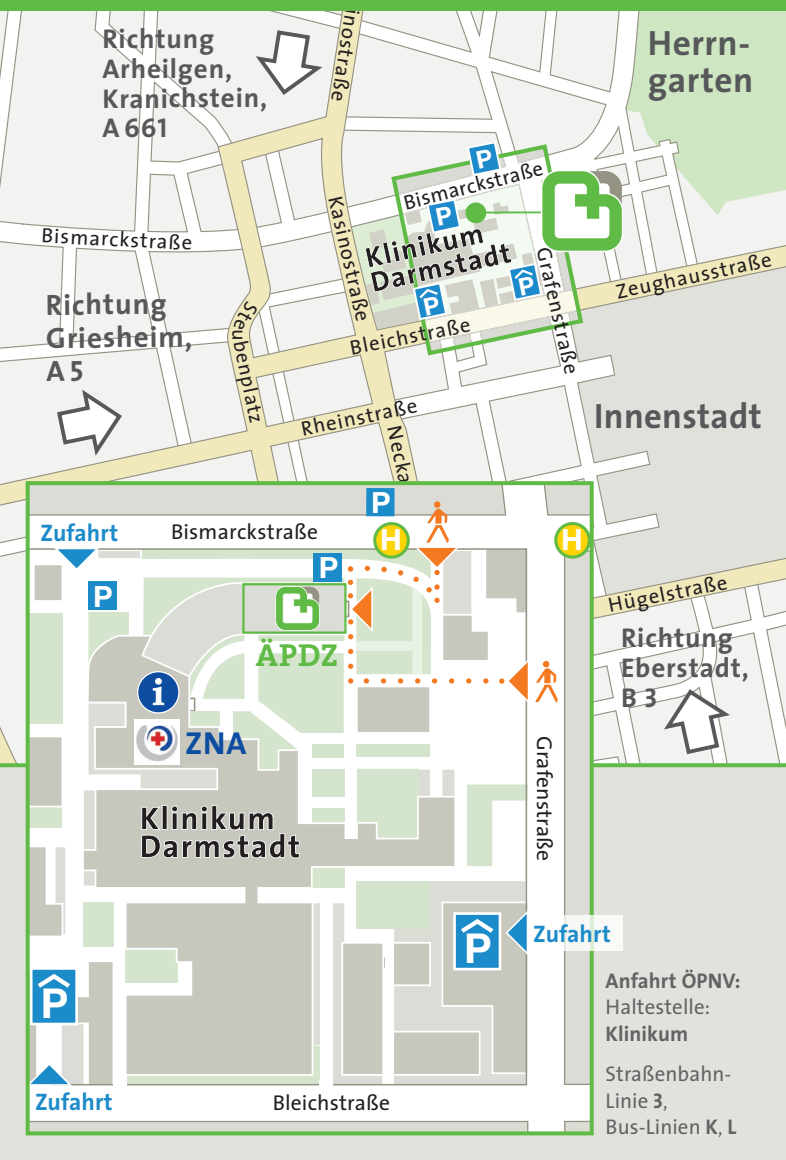 Richtung
Arheilgen,
Kranichstein,
A 661
inostraße
Herrn-
garten
P
Bismarckstraße
P
Klinikum
Darmstadt
P
P
Kasinostraße
Grafenstraße
Bismarckstraße
Zeughausstraße
Richtung
Griesheim,
A 5
Steubenplatz
Bleichstraße
Rheinstraße
Necka
Innenstadt
P
Zufahrt
Bismarckstraße
H
H
P
P
ÄPDZ
i
ZNA
Hügelstraße
Richtung
Eberstadt,
B 3
Klinikum
Darmstadt
Grafenstraße
P
Zufahrt
P
Zufahrt
Bleichstraße
Anfahrt ÖPNV:
Haltestelle:
Klinikum
Straßenbahn-
Linie 3,
Bus-Linien K, L